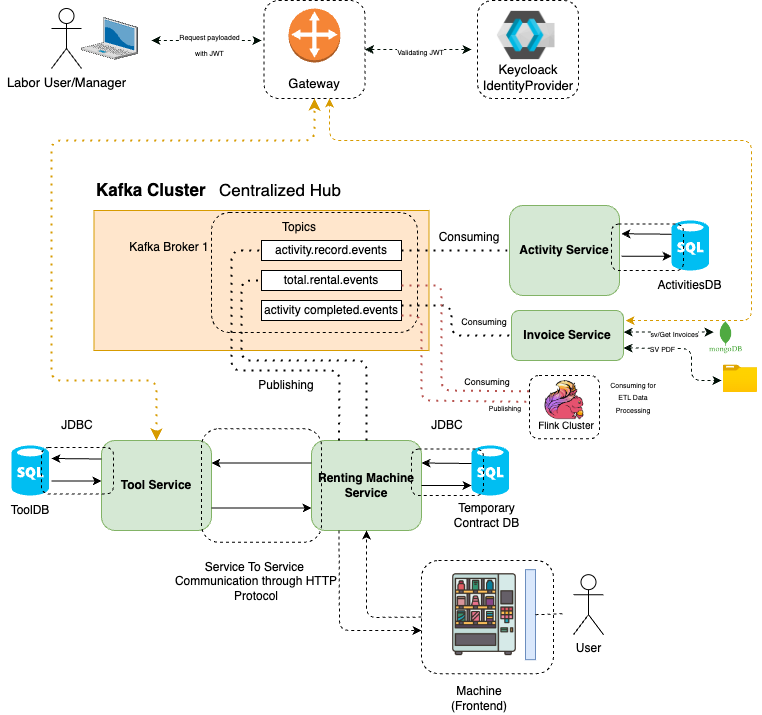 Request payloaded
with JWT
Validating JWT
Labor User/Manager
Gateway
Keycloack
IdentityProvider
Kafka Cluster Centralized Hub
Topics
Kafka Broker 1
activity.record.events
total.rental.events
activity completed.events
Consuming
Activity Service
SQL
ActivitiesDB
Consuming
Invoice Service
sv/Get Invoices
mongoDB
SV PDF
Publishing
Consuming
Publishing
Flink Cluster
Consuming for
ETL Data
Processing
JDBC
SQL
ToolDB
Tool Service
Renting Machine
Service
JDBC
SQL
Temporary
Contract DB
Service To Service
Communication through HTTP
Protocol
User
Machine
(Frontend)